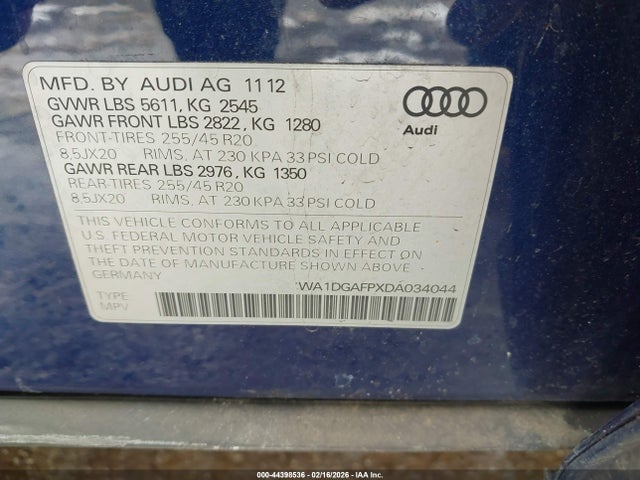 MFD. BY AUDI AG 11 12
GVWR LBS 5611, KG 2545
GAWR FRONT LBS 2822, KG 1280
FRONT-TIRES 255/45 R20
8,5JX20 RIMS, AT 230 KPA 33 PSI COLD
GAWR REAR LBS 2976, KG 1350
REAR-TIRES 255/45 R20
8,5JX20 RIMS, AT 230 KPA 33 PSI COLD
Audi
THIS VEHICLE CONFORMS TO ALL APPLICABLE
U.S. FEDERAL MOTOR VEHICLE SAFETY AND
THEFT PREVENTION STANDARDS IN EFFECT ON
THE DATE OF MANUFACTURE SHOWN ABOVE
GERMANY
*WA1DGAFPXDA034044
TYPE
MPV
000-44398536 - 02/16/2026 - IAA Inc.